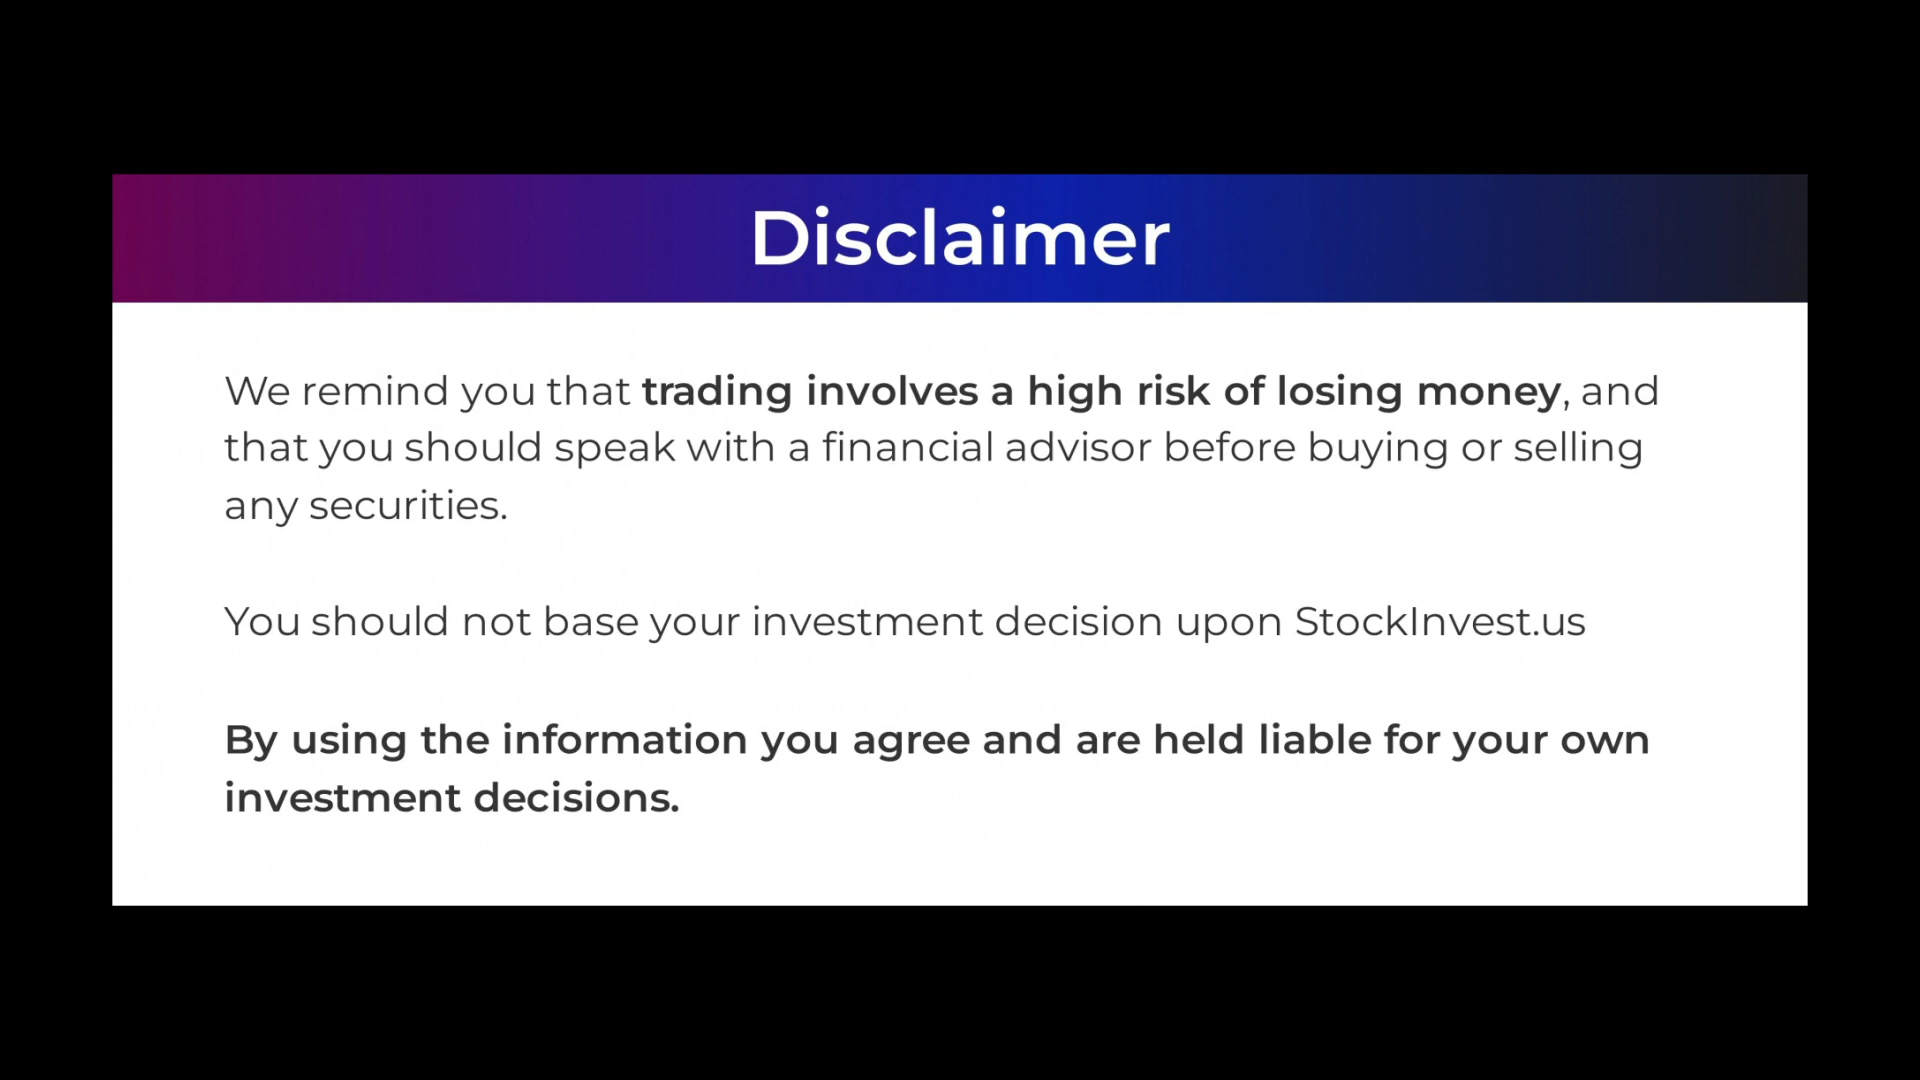 Disclaimer
We remind you that trading involves a high risk of losing money, and
that you should speak with a financial advisor before buying or selling
any securities.
You should not base your investment decision upon StockInvest.us
By using the information you agree and are held liable for your own
investment decisions.